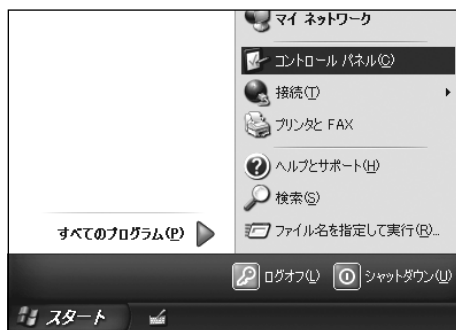 マイ ネットワーク
コントロール パネル(C)
接続(T)
プリンタと FAX
ヘルプとサポート(H)
検索(S)
すべてのプログラム(P)
ファイル名を指定して実行(R)...
ログオフ(L)
シャットダウン(U)
スタート